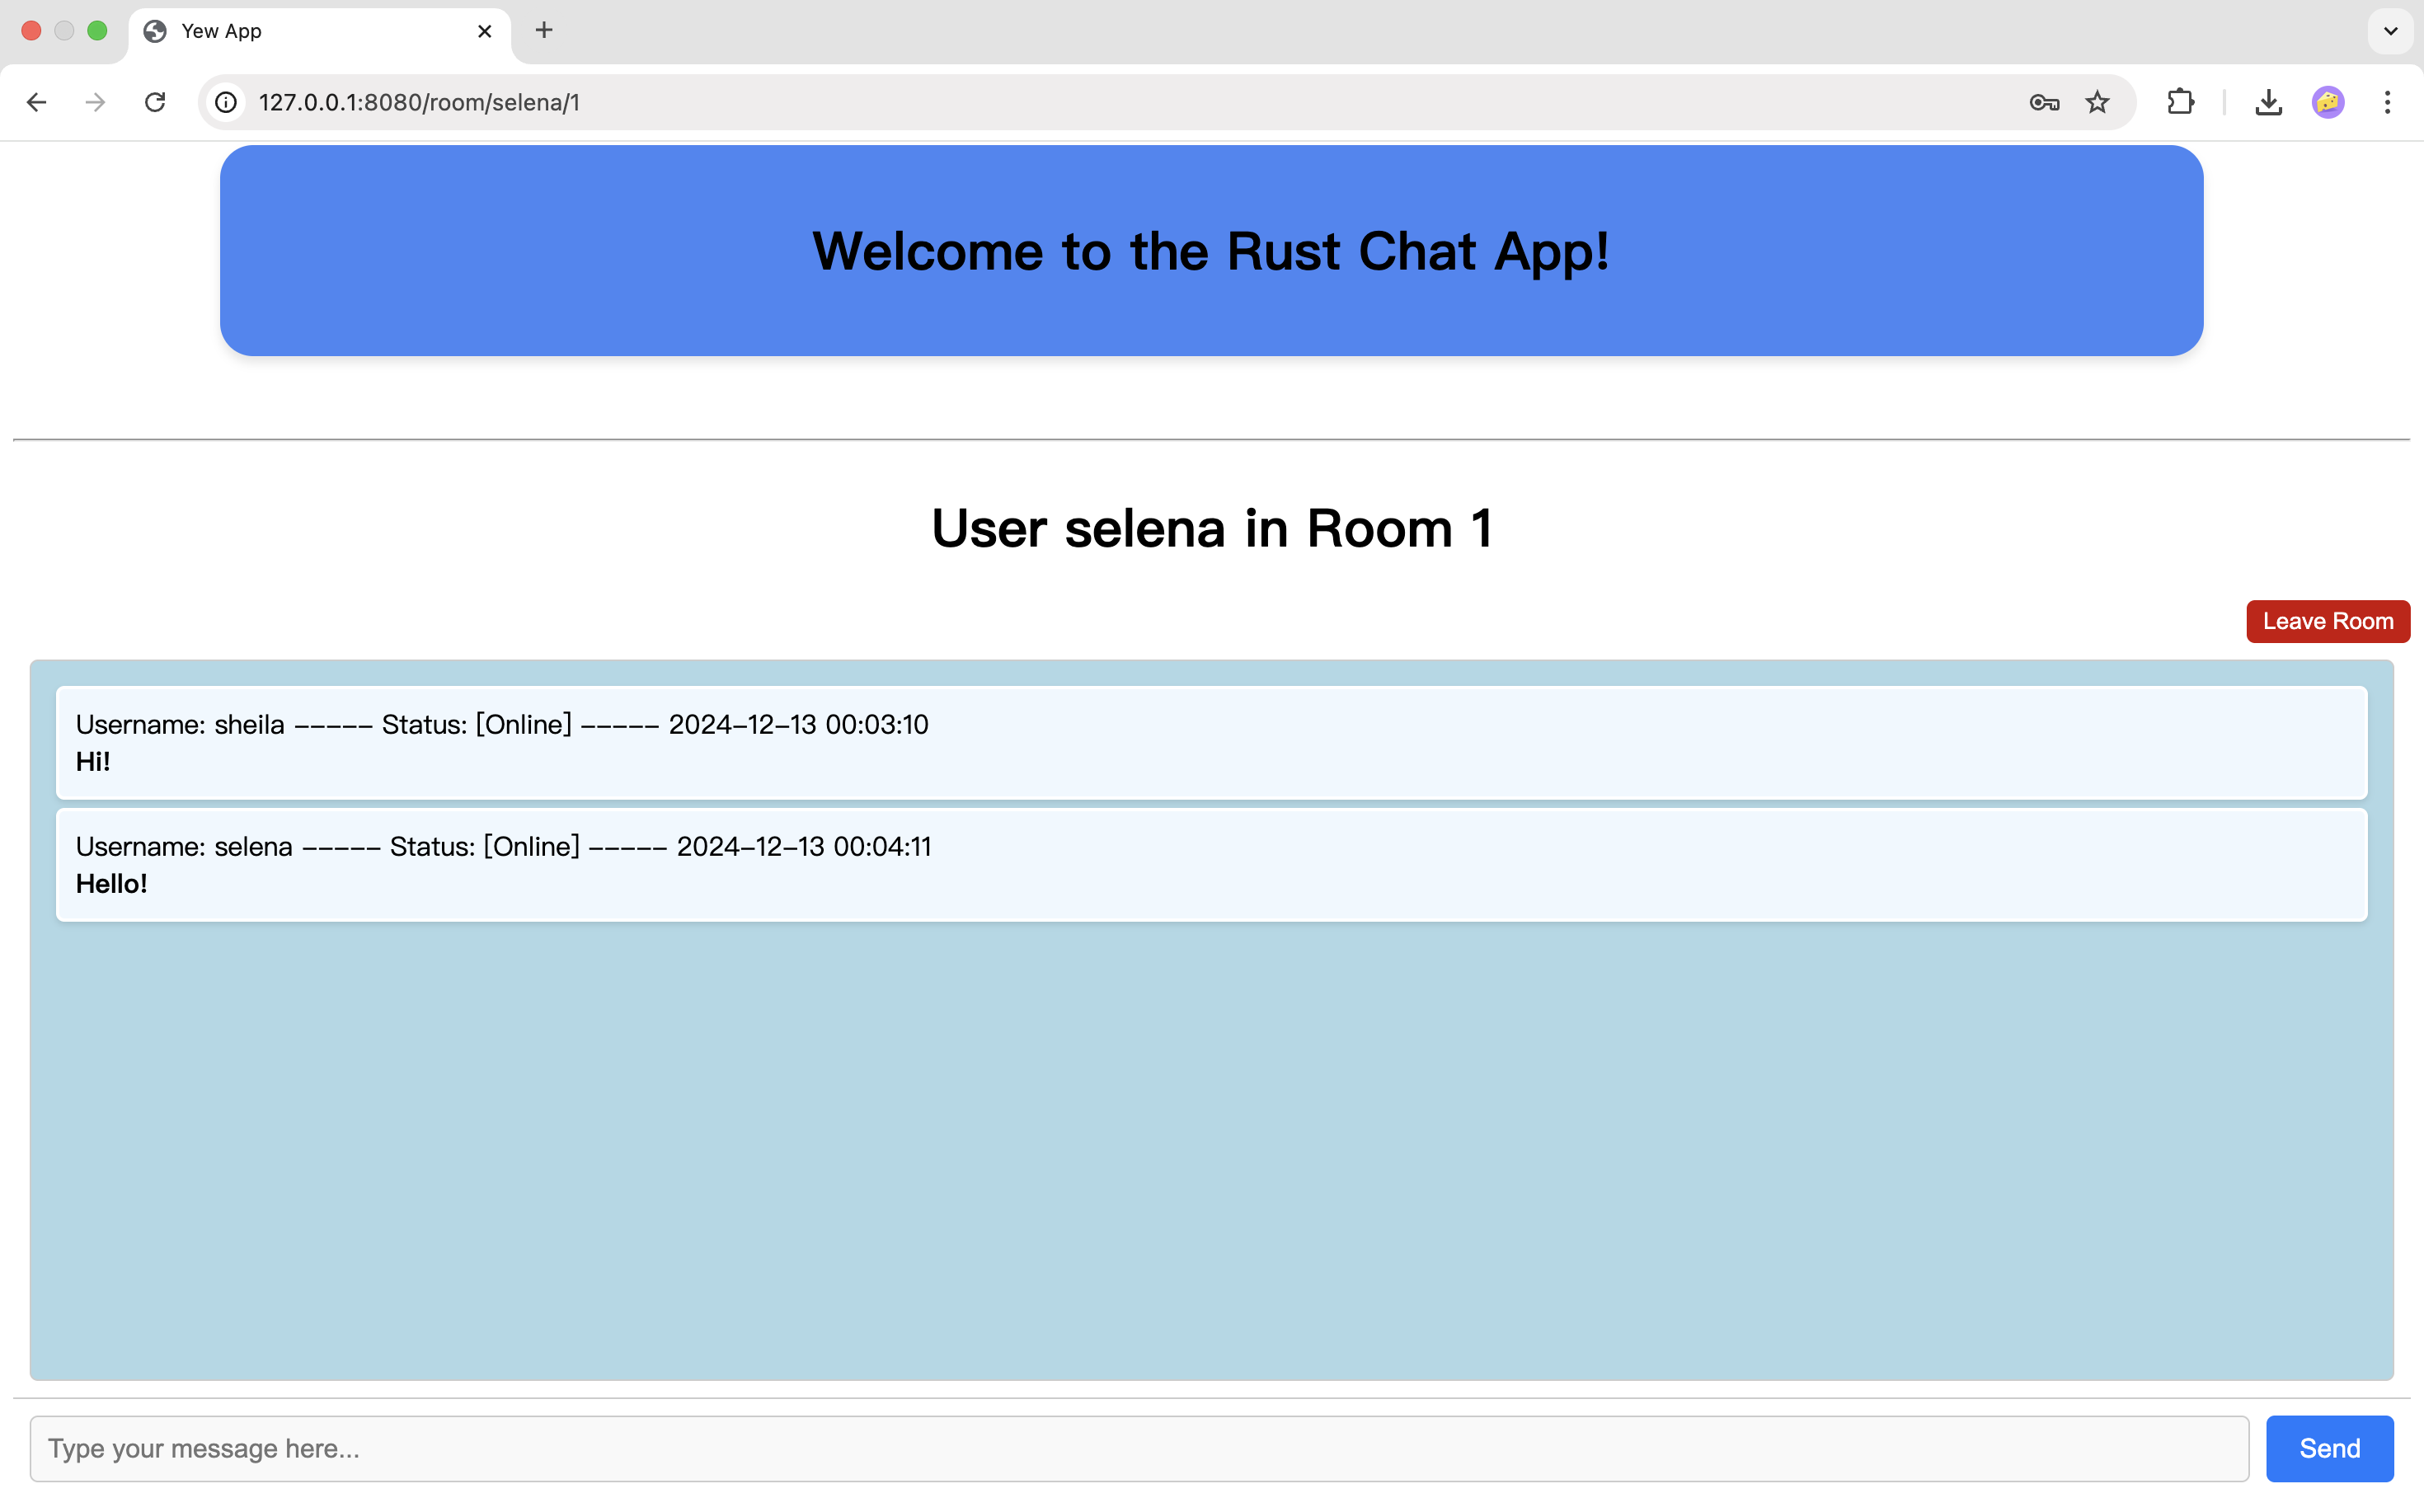 Yew App
127.0.0.1:8080/room/selena/1
Welcome to the Rust Chat App!
User selena in Room 1
Leave Room
Username: sheila ----- Status: [Online] ----- 2024-12-13 00:03:10
Hi!
Username: selena ----- Status: [Online] ----- 2024-12-13 00:04:11
Hello!
Type your message here...
Send